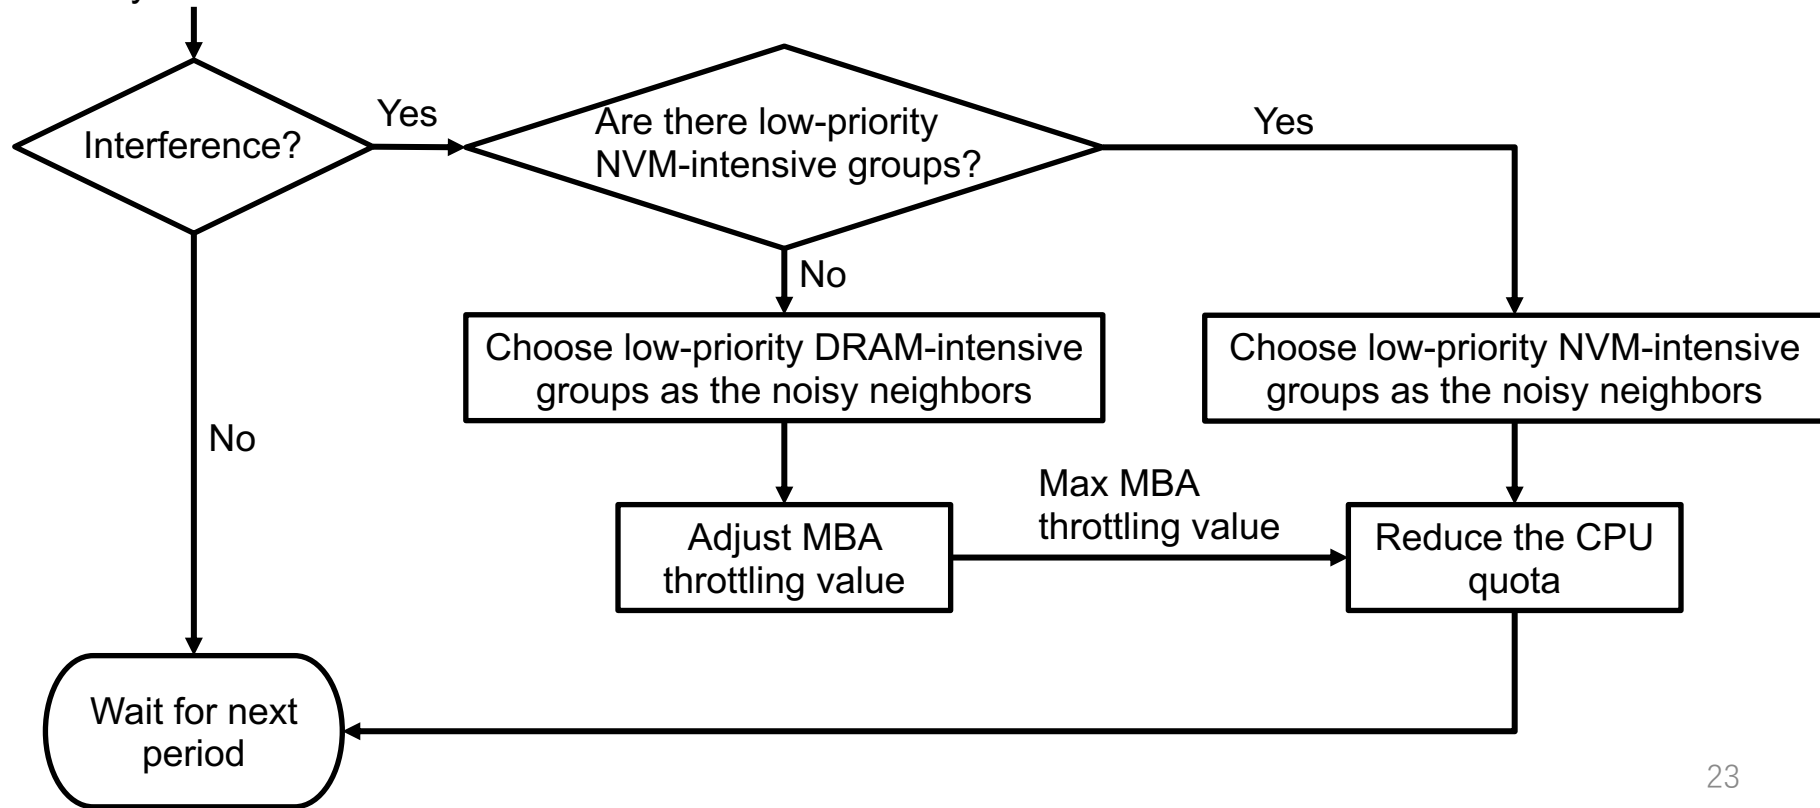 Interference?
Yes
Are there low-priority
NVM-intensive groups?
Yes
No
Choose low-priority DRAM-intensive
groups as the noisy neighbors
Choose low-priority NVM-intensive
groups as the noisy neighbors
No
Max MBA
throttling value
Adjust MBA
throttling value
Reduce the CPU
quota
Wait for next
period
23